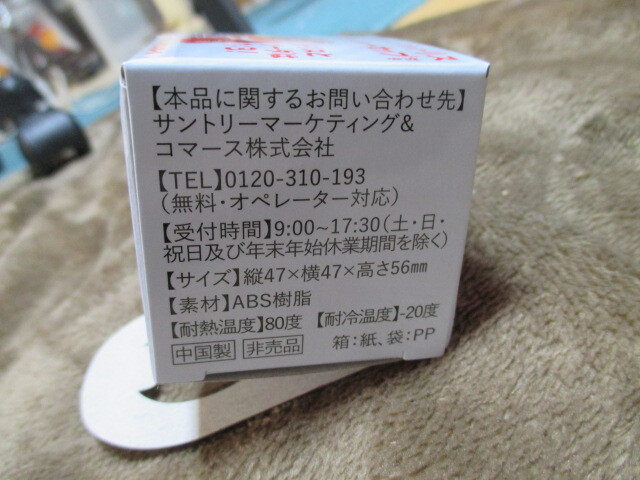 【本品に関するお問い合わせ先】
サントリーマーケティング&
コマース株式会社
【TEL】0120-310-193
(無料・オペレーター対応)
【受付時間】9:00~17:30(土・日・
祝日及び年末年始休業期間を除く)
【サイズ】縦47×横47×高さ56mm
【素材】ABS樹脂
【耐熱温度】80度 【耐冷温度】-20度
中国製 非売品 箱:紙、袋:PP